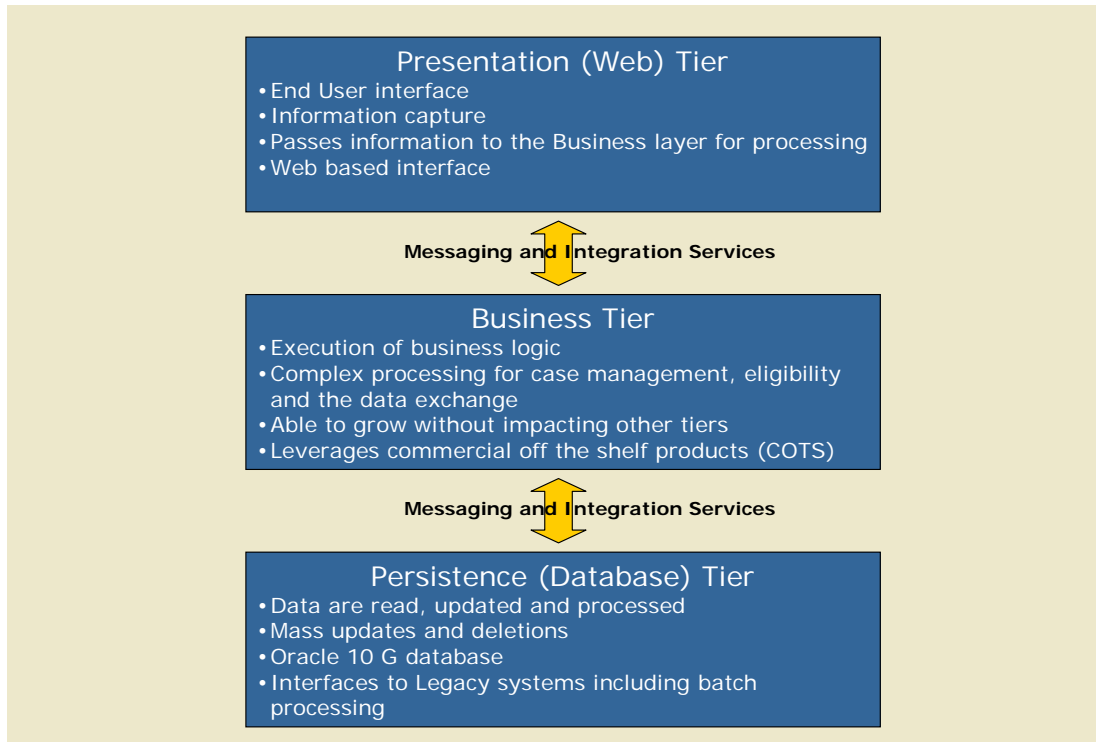 Presentation (Web) Tier
• End User interface
• Information capture
• Passes information to the Business layer for processing
• Web based interface
Messaging and Integration Services
Business Tier
• Execution of business logic
• Complex processing for case management, eligibility
and the data exchange
• Able to grow without impacting other tiers
• Leverages commercial off the shelf products (COTS)
Messaging and Integration Services
Persistence (Database) Tier
• Data are read, updated and processed
• Mass updates and deletions
• Oracle 10 G database
• Interfaces to Legacy systems including batch
processing